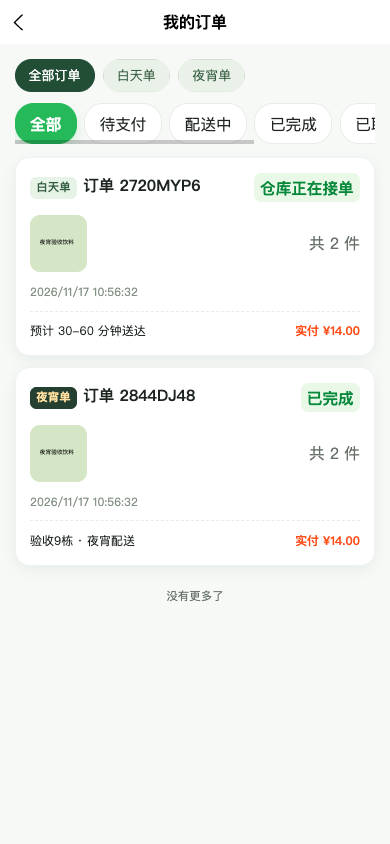 我的订单
全部订单 白天单 夜宵单
全部 待支付 配送中 已完成
白天单 订单 2720MYP6 仓库正在接单
夜宵验收饮料
共 2 件
2026/11/17 10:56:32
预计 30–60 分钟送达 实付 ¥14.00
夜宵单 订单 2844DJ48 已完成
夜宵验收饮料
共 2 件
2026/11/17 10:56:32
验收9栋 · 夜宵配送 实付 ¥14.00
没有更多了